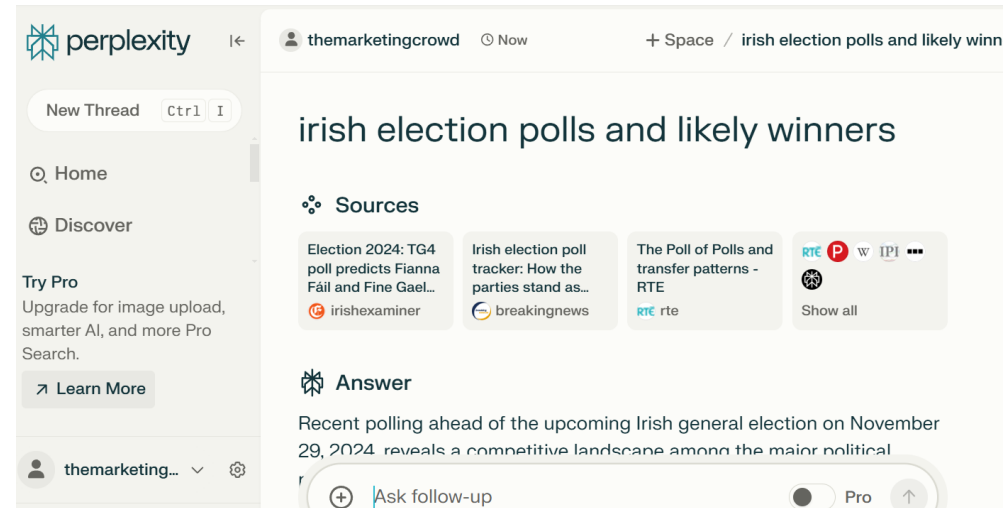 perplexity
New Thread Ctrl I
Home
Discover
Try Pro
Upgrade for image upload,
smarter AI, and more Pro
Search.
Learn More
themarketing...
themarketingcrowd Now
+ Space / irish election polls and likely winn
irish election polls and likely winners
Sources
Election 2024: TG4
poll predicts Fianna
Fáil and Fine Gael...
irishexaminer
Irish election poll
tracker: How the
parties stand as...
breakingnews
The Poll of Polls and
transfer patterns -
RTE
RTÉ rte
RTÉ P W IPI
Show all
Answer
Recent polling ahead of the upcoming Irish general election on November
29, 2024, reveals a competitive landscape among the major political
Ask follow-up
Pro